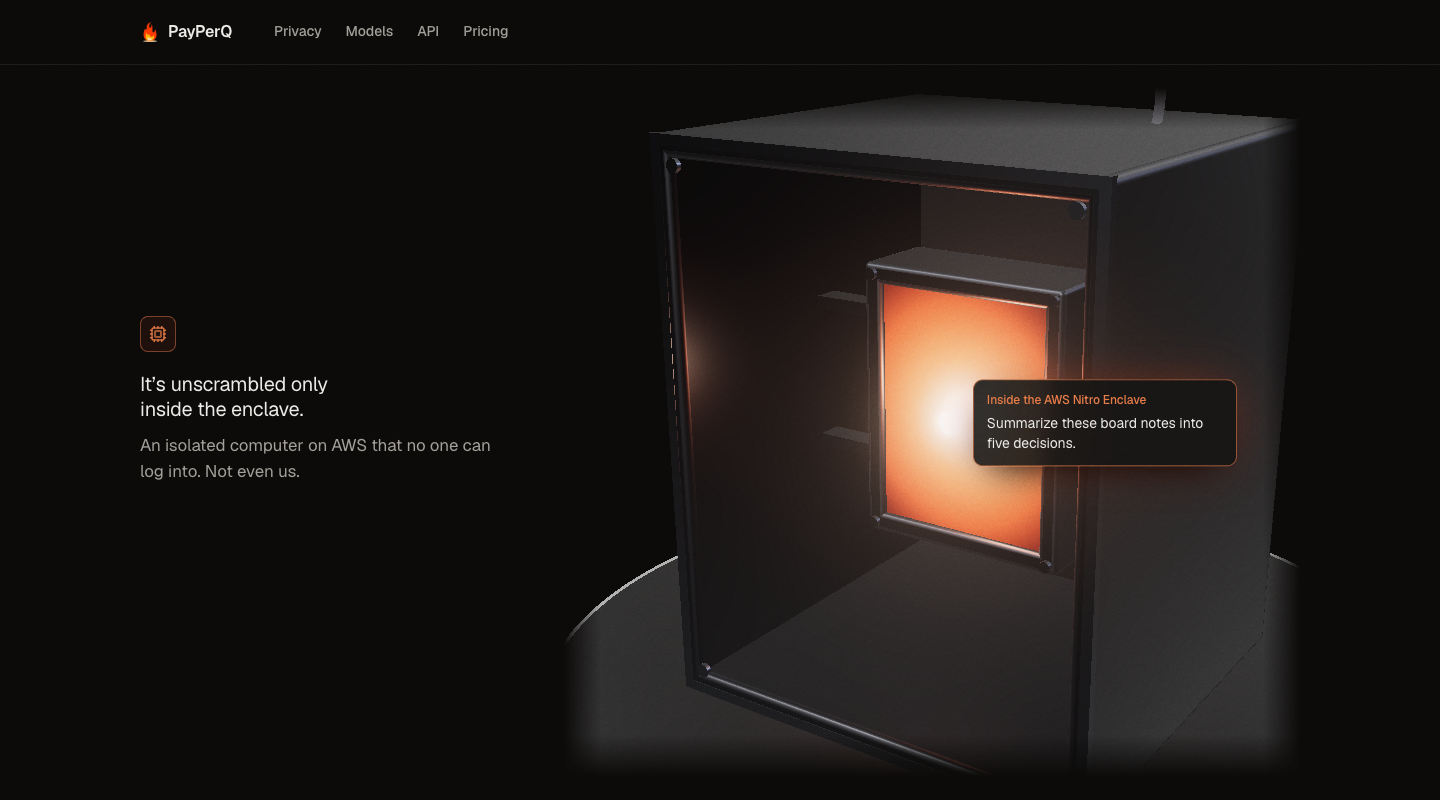 PayPerQ
Privacy
Models
API
Pricing
It’s unscrambled only
inside the enclave.
An isolated computer on AWS that no one can
log into. Not even us.
Inside the AWS Nitro Enclave
Summarize these board notes into
five decisions.